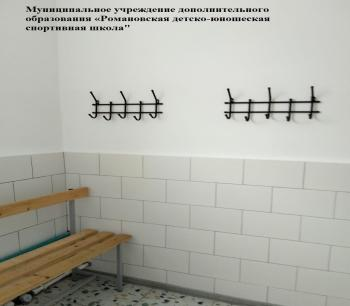 Муниципальное учреждение дополнительного
образования «Романовская детско-юношеская
спортивная школа"